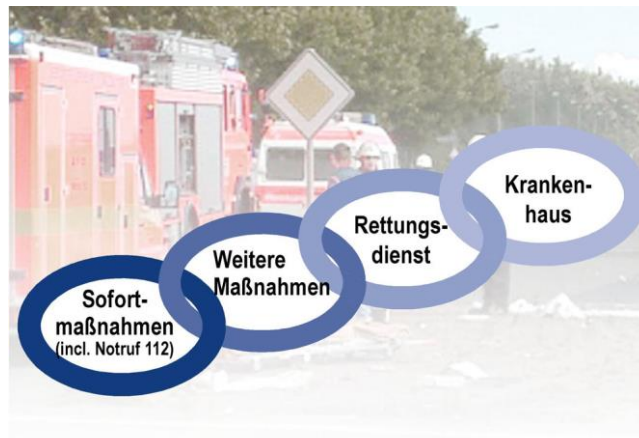 Sofort-
maßnahmen
(incl. Notruf 112)
Weitere
Maßnahmen
Rettungs-
dienst
Kranken-
haus